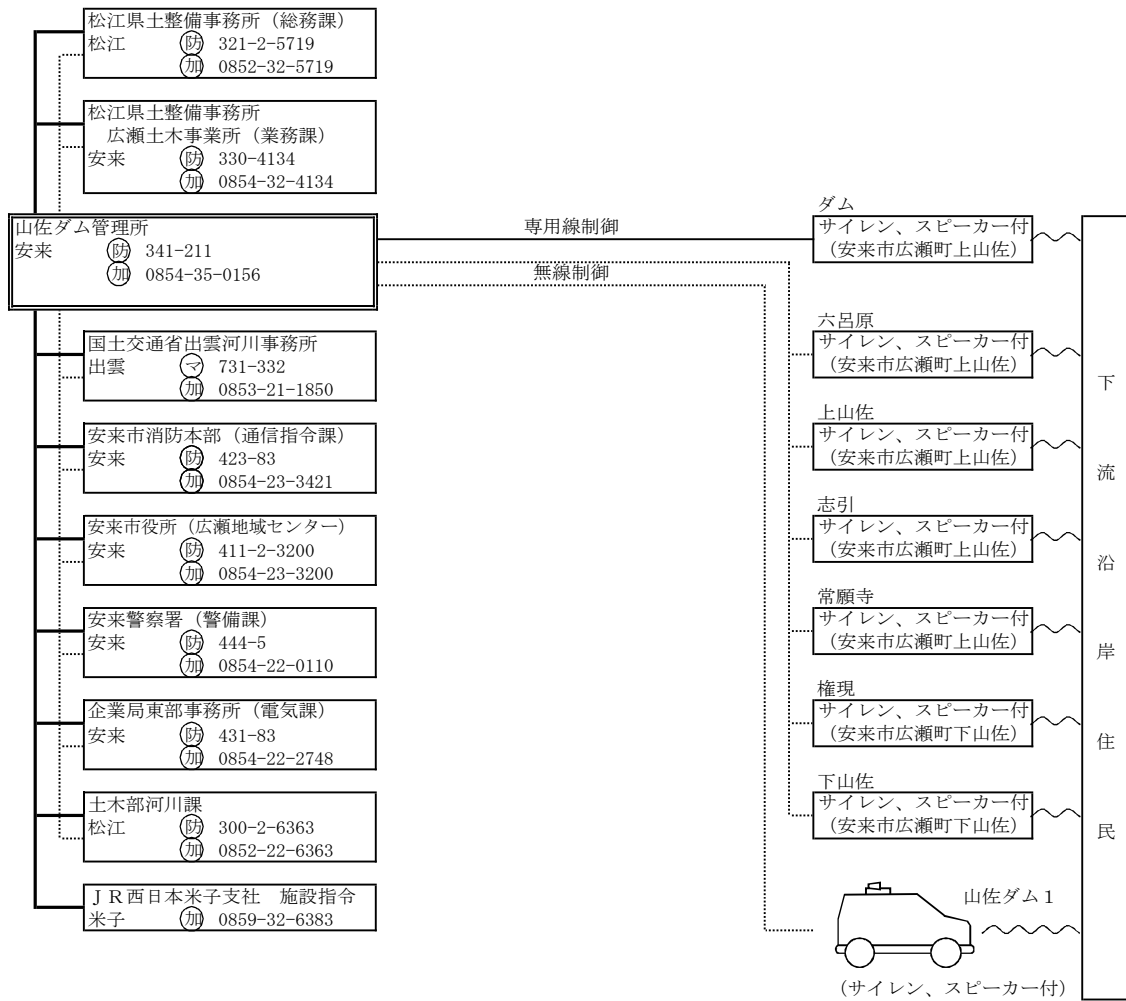 松江県土整備事務所（総務課）
松江 防 321-2-5719
加 0852-32-5719
松江県土整備事務所
広瀬土木事業所（業務課）
安来 防 330-4134
加 0854-32-4134
山佐ダム管理所
安来 防 341-211
加 0854-35-0156
国土交通省出雲河川事務所
出雲 マ 731-332
加 0853-21-1850
安来市消防本部（通信指令課）
安来 防 423-83
加 0854-23-3421
安来市役所（広瀬地域センター）
安来 防 411-2-3200
加 0854-23-3200
安来警察署（警備課）
安来 防 444-5
加 0854-22-0110
企業局東部事務所（電気課）
安来 防 431-83
加 0854-22-2748
土木部河川課
松江 防 300-2-6363
加 0852-22-6363
ＪＲ西日本米子支社　施設指令
米子 加 0859-32-6383
専用線制御
無線制御
ダム
サイレン、スピーカー付
（安来市広瀬町上山佐）
六呂原
サイレン、スピーカー付
（安来市広瀬町上山佐）
上山佐
サイレン、スピーカー付
（安来市広瀬町上山佐）
志引
サイレン、スピーカー付
（安来市広瀬町上山佐）
常願寺
サイレン、スピーカー付
（安来市広瀬町上山佐）
権現
サイレン、スピーカー付
（安来市広瀬町下山佐）
下山佐
サイレン、スピーカー付
（安来市広瀬町下山佐）
山佐ダム１
（サイレン、スピーカー付）
下流沿岸住民